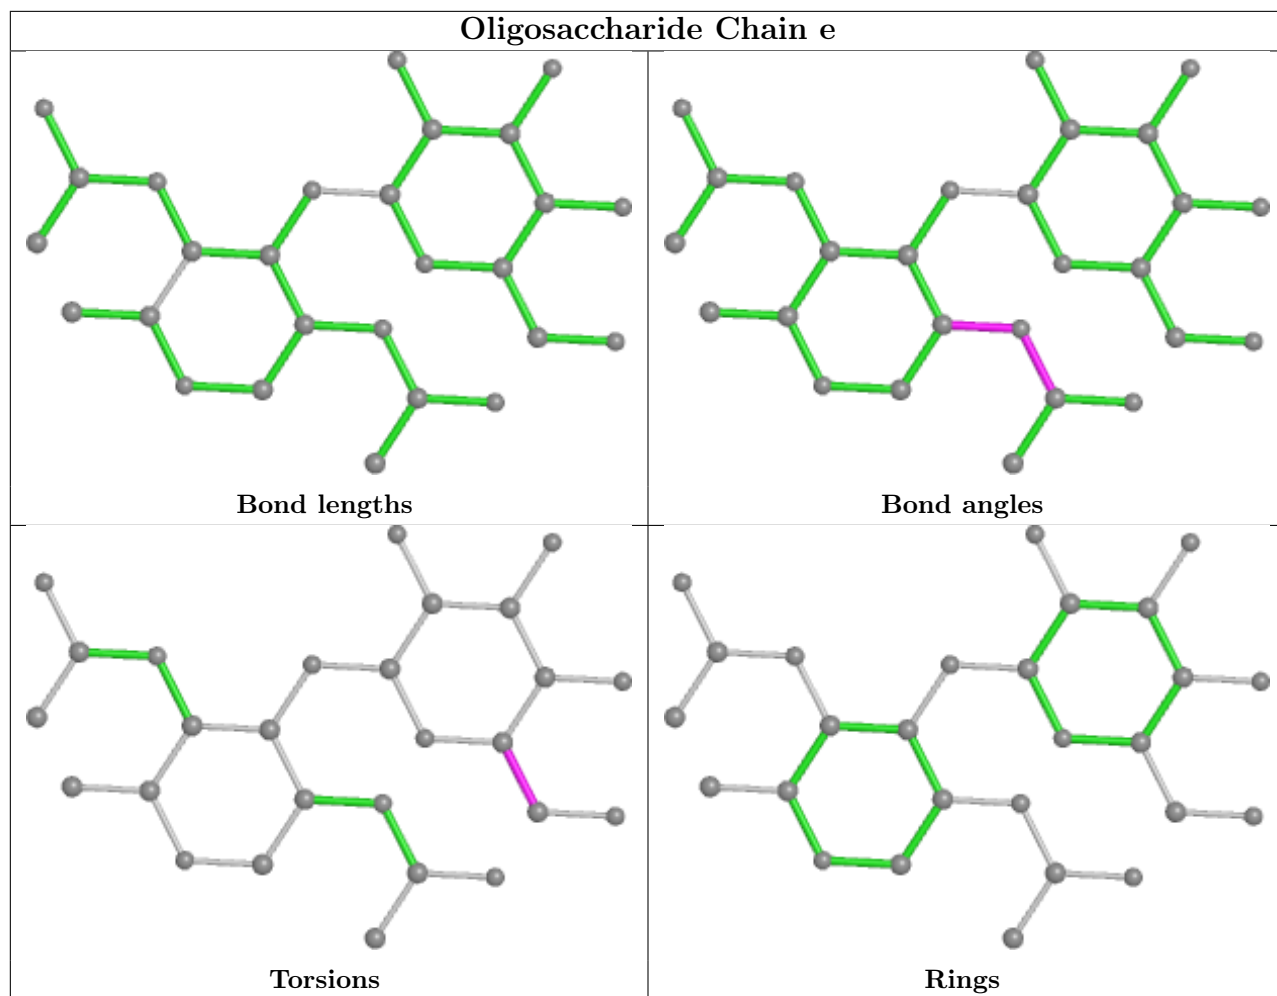 Oligosaccharide Chain e
Bond lengths
Bond angles
Torsions
Rings